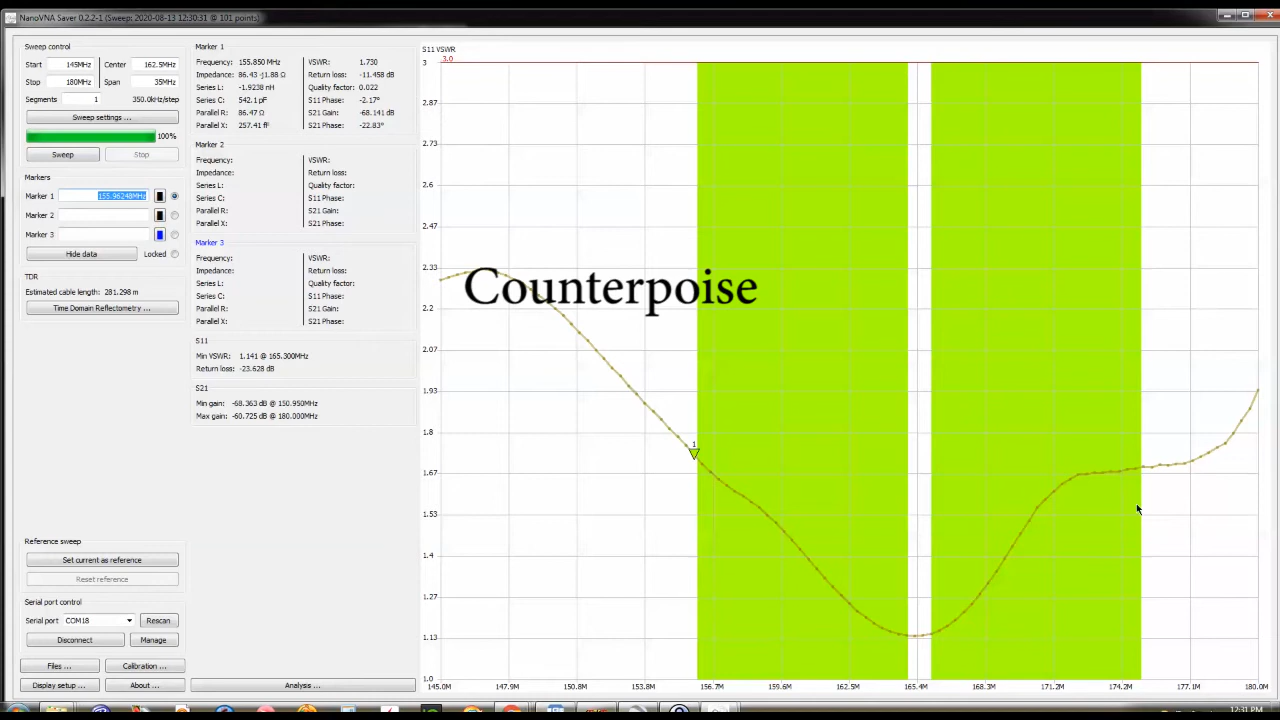 NanoVNA Saver 0.2.2-1 (Sweep: 2020-08-13 12:30:31 @ 101 points)
Sweep control
Start 145MHz Center 162.5MHz
Stop 180MHz Span 35MHz
Segments 1 350.0kHz/step
Sweep settings ...
100%
Sweep Stop
Markers
Marker 1 155.96248MHz
Marker 2
Marker 3
Hide data Locked
TDR
Estimated cable length: 281.298 m
Time Domain Reflectometry ...
Reference sweep
Set current as reference
Reset reference
Serial port control
Serial port COM18 Rescan
Disconnect Manage
Files ... Calibration ...
Display setup ... About ...
Marker 1
Frequency: 155.850 MHz VSWR: 1.730
Impedance: 86.43 -j1.88 Ω Return loss: -11.458 dB
Series L: -1.9238 nH Quality factor: 0.022
Series C: 542.1 pF S11 Phase: -2.17°
Parallel R: 86.47 Ω S21 Gain: -68.141 dB
Parallel X: 257.41 fF S21 Phase: -22.83°
Marker 2
Frequency: VSWR:
Impedance: Return loss:
Series L: Quality factor:
Series C: S11 Phase:
Parallel R: S21 Gain:
Parallel X: S21 Phase:
Marker 3
Frequency: VSWR:
Impedance: Return loss:
Series L: Quality factor:
Series C: S11 Phase:
Parallel R: S21 Gain:
Parallel X: S21 Phase:
S11
Min VSWR: 1.141 @ 165.300MHz
Return loss: -23.628 dB
S21
Min gain: -68.363 dB @ 150.950MHz
Max gain: -60.725 dB @ 180.000MHz
Analysis ...
S11 VSWR
3.0
3
2.87
2.73
2.6
2.47
2.33
Counterpoise
2.2
2.07
1.93
1.8
1
1.67
1.53
1.4
1.27
1.13
1.0
145.0M 147.9M 150.8M 153.8M 156.7M 159.6M 162.5M 165.4M 168.3M 171.2M 174.2M 177.1M 180.0M
12:31 PM